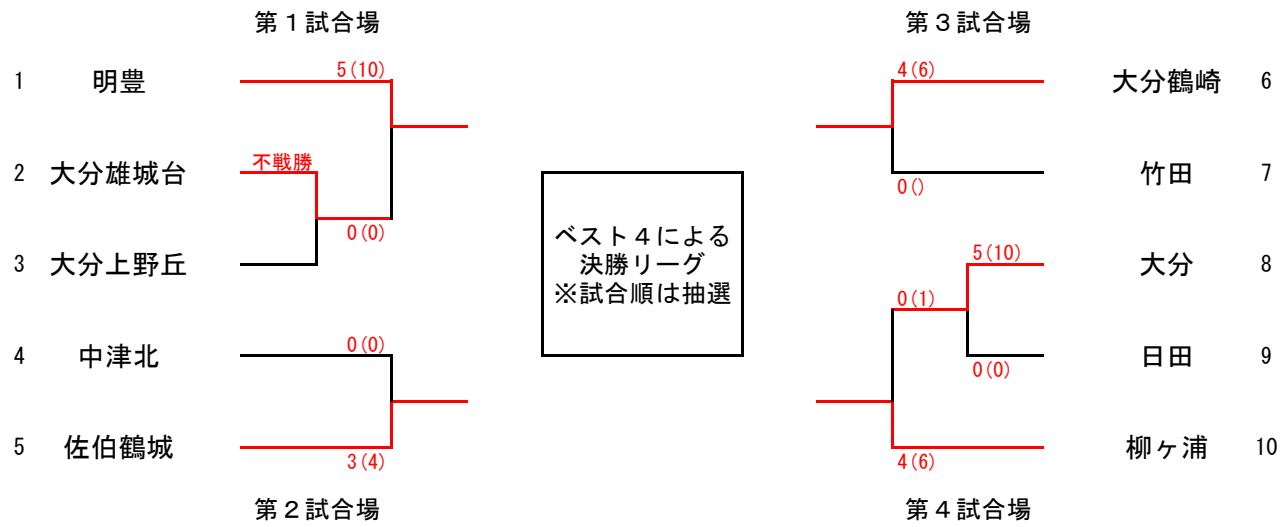 第１試合場
第３試合場
1 明豊 5(10)
4(6) 大分鶴崎 6
2 大分雄城台 不戦勝
0() 竹田 7
0(0)
3 大分上野丘
ベスト４による
決勝リーグ
※試合順は抽選
5(10) 大分 8
0(1)
4 中津北 0(0)
日田 9
0(0)
5 佐伯鶴城 3(4)
4(6) 柳ヶ浦 10
第２試合場
第４試合場